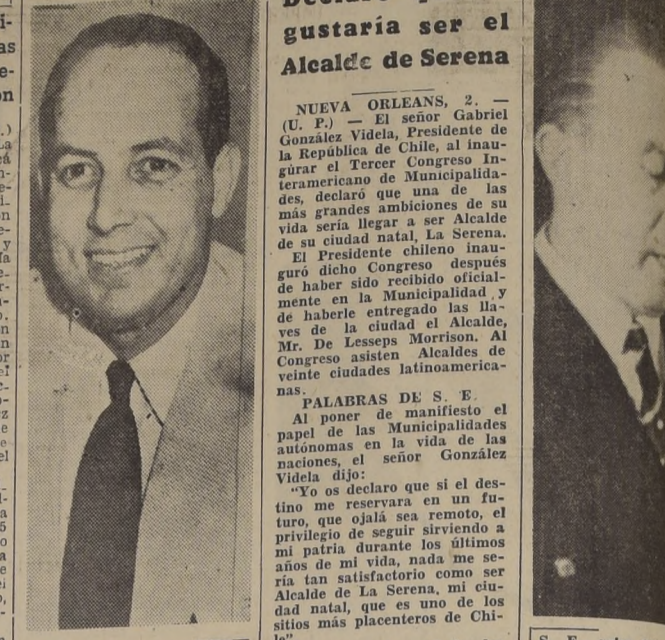 gustaría ser el
Alcalde de Serena
NUEVA ORLEANS, 2. —
(U. P.) — El señor Gabriel
González Videla, Presidente de
la República de Chile, al inau-
gurar el Tercer Congreso In-
teramericano de Municipalida-
des, declaró que una de las
más grandes ambiciones de su
vida sería llegar a ser Alcalde
de su ciudad natal, La Serena.
El Presidente chileno inau-
guró dicho Congreso después
de haber sido recibido oficial-
mente en la Municipalidad y
de haberle entregado las lla-
ves de la ciudad el Alcalde,
Mr. De Lesseps Morrison. Al
Congreso asisten Alcaldes de
veinte ciudades latinoamerica-
nas.
PALABRAS DE S. E.
Al poner de manifiesto el
papel de las Municipalidades
autónomas en la vida de las
naciones, el señor González
Videla dijo:
"Yo os declaro que si el des-
tino me reservara en un fu-
turo, que ojalá sea remoto, el
privilegio de seguir sirviendo a
mi patria durante los últimos
años de mi vida, nada me se-
ría tan satisfactorio como ser
Alcalde de La Serena, mi ciu-
dad natal, que es uno de los
sitios más placenteros de Chi-
le"